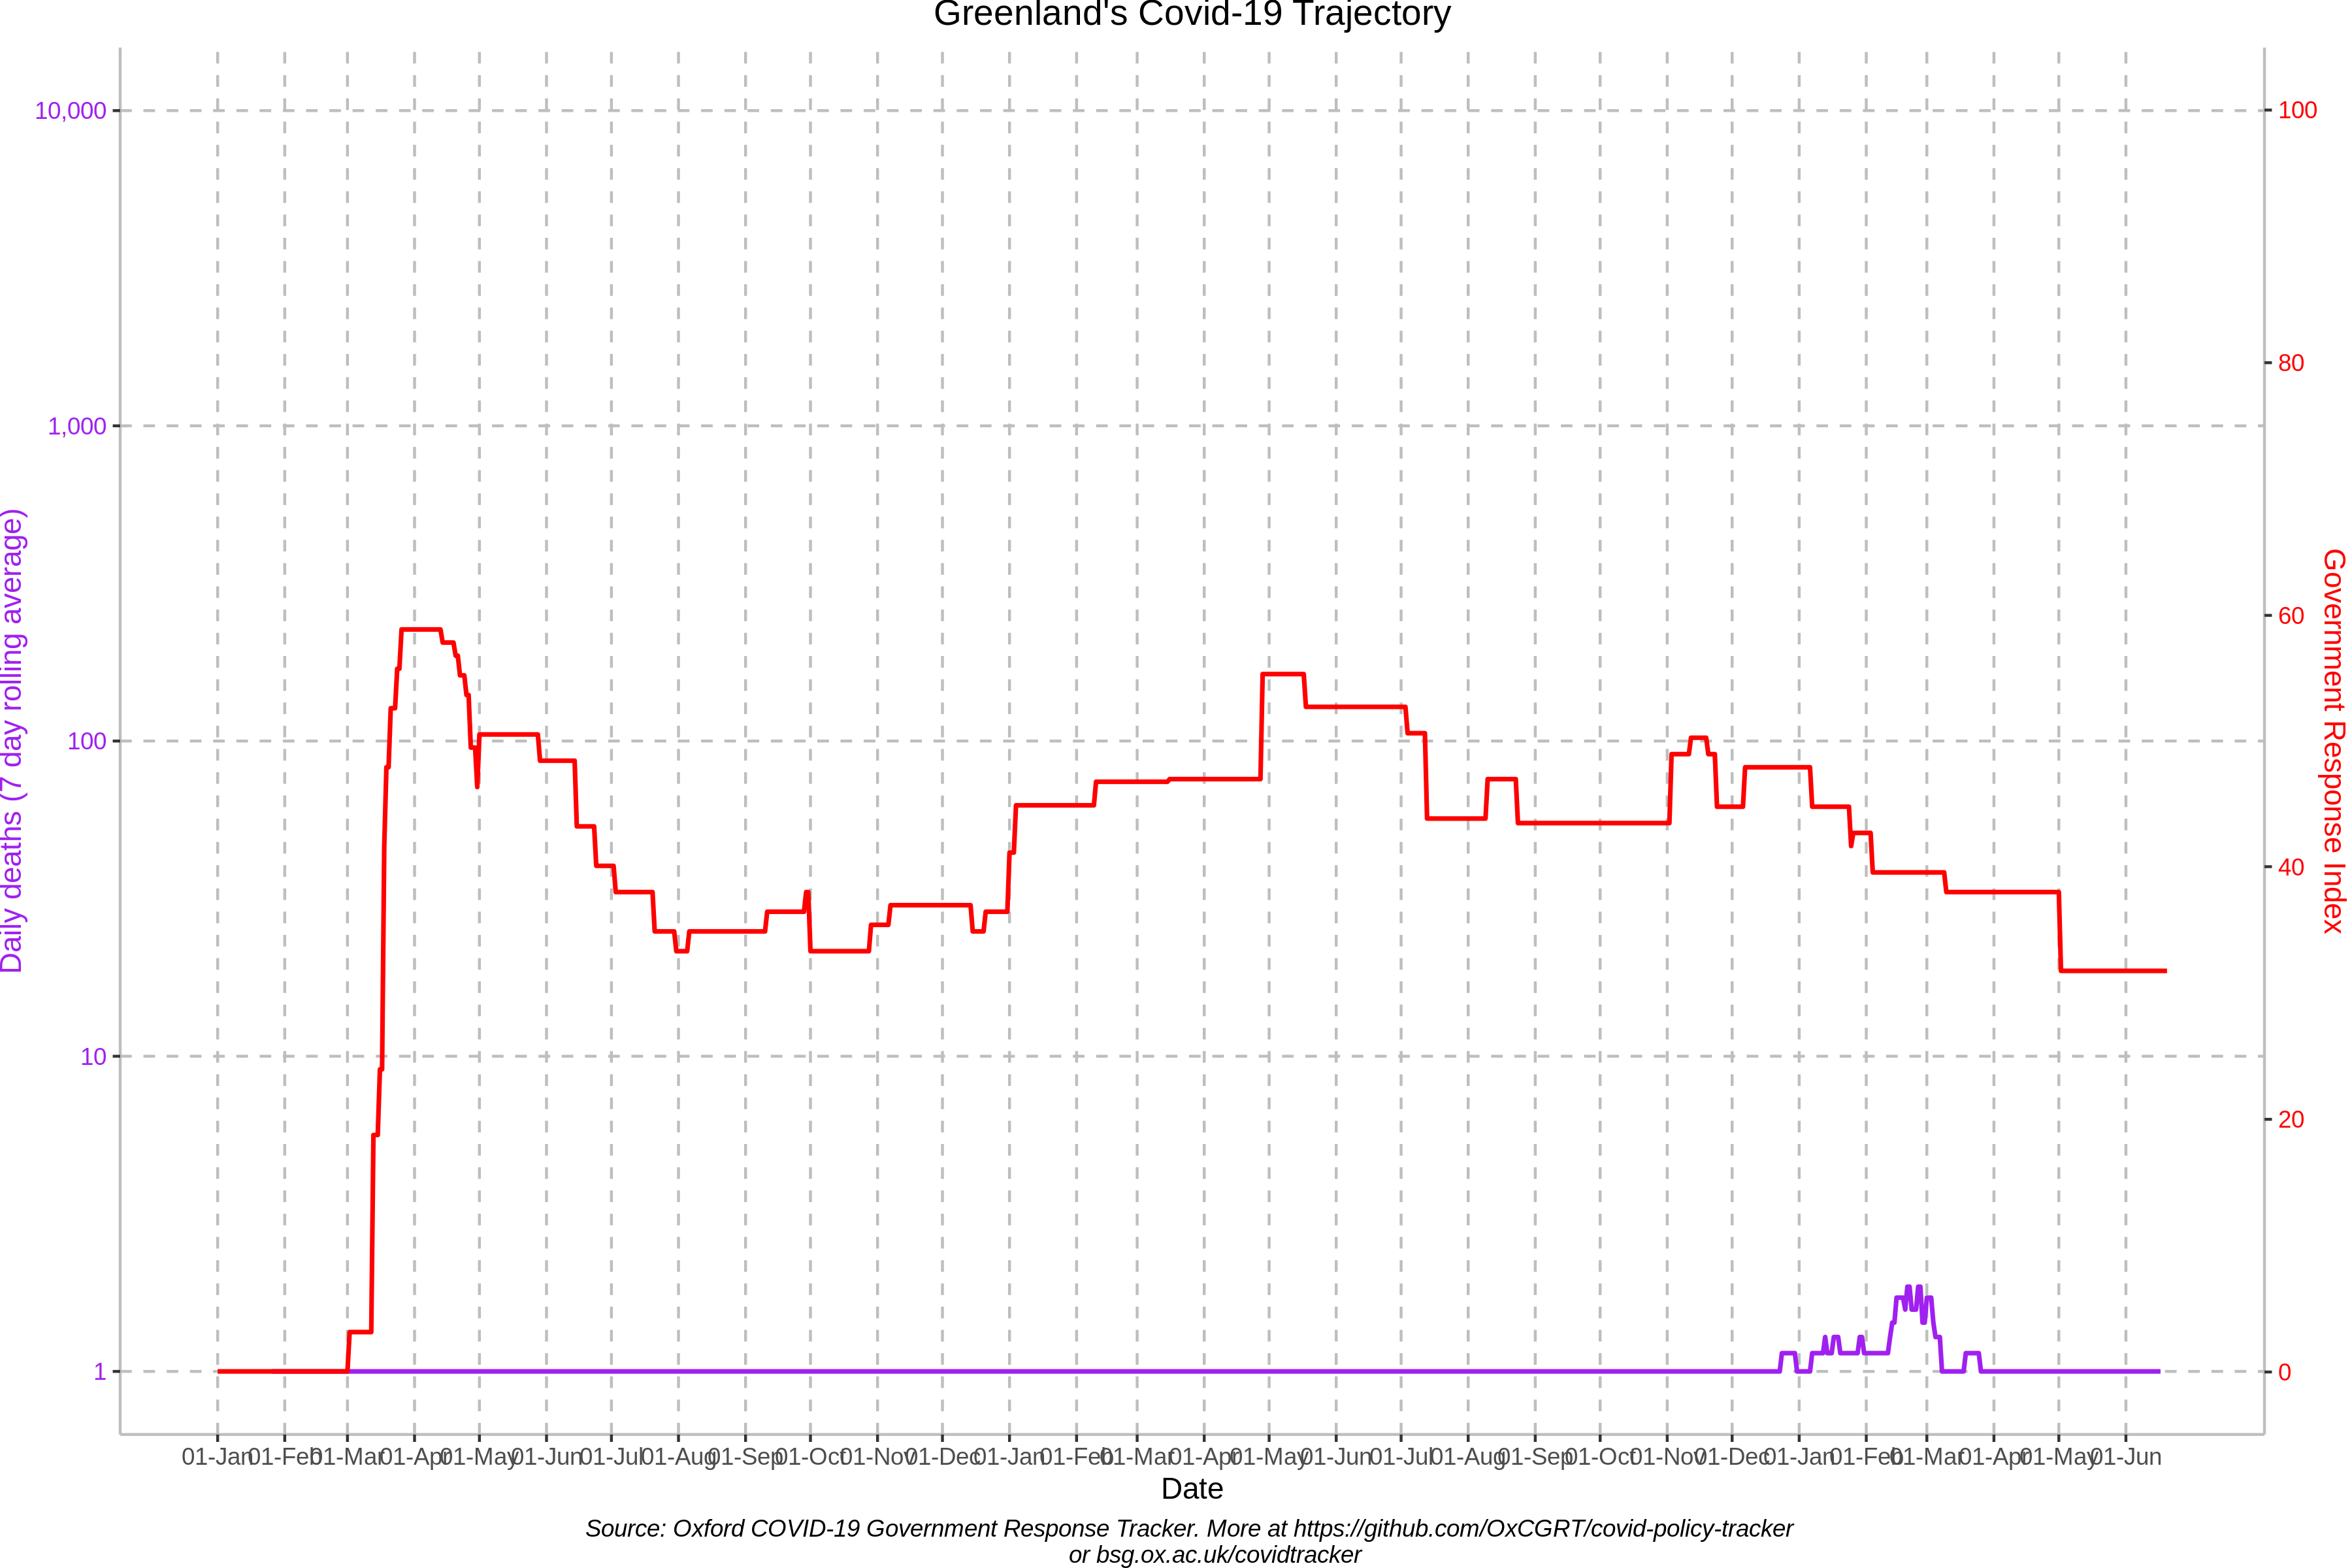 Greenland's Covid-19 Trajectory
10,000
1,000
100
10
1
Daily deaths (7 day rolling average)
100
80
60
40
20
0
Government Response Index
01-Jan 01-Feb 01-Mar 01-Apr 01-May 01-Jun 01-Jul 01-Aug 01-Sep 01-Oct 01-Nov 01-Dec 01-Jan 01-Feb 01-Mar 01-Apr 01-May 01-Jun 01-Jul 01-Aug 01-Sep 01-Oct 01-Nov 01-Dec 01-Jan 01-Feb 01-Mar 01-Apr 01-May 01-Jun
Date
Source: Oxford COVID-19 Government Response Tracker. More at https://github.com/OxCGRT/covid-policy-tracker
or bsg.ox.ac.uk/covidtracker